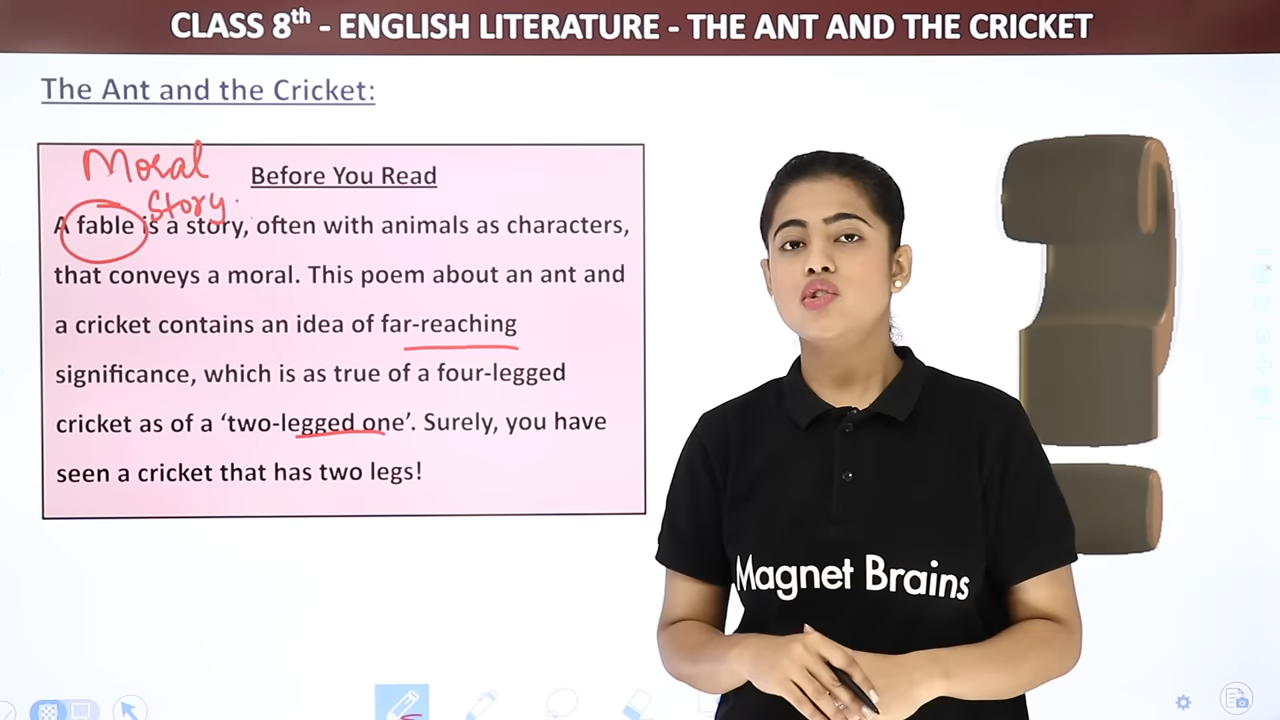 CLASS 8th - ENGLISH LITERATURE - THE ANT AND THE CRICKET
The Ant and the Cricket:
Moral
Story.
Before You Read
A fable is a story, often with animals as characters,
that conveys a moral. This poem about an ant and
a cricket contains an idea of far-reaching
significance, which is as true of a four-legged
cricket as of a ‘two-legged one’. Surely, you have
seen a cricket that has two legs!
Magnet Brains